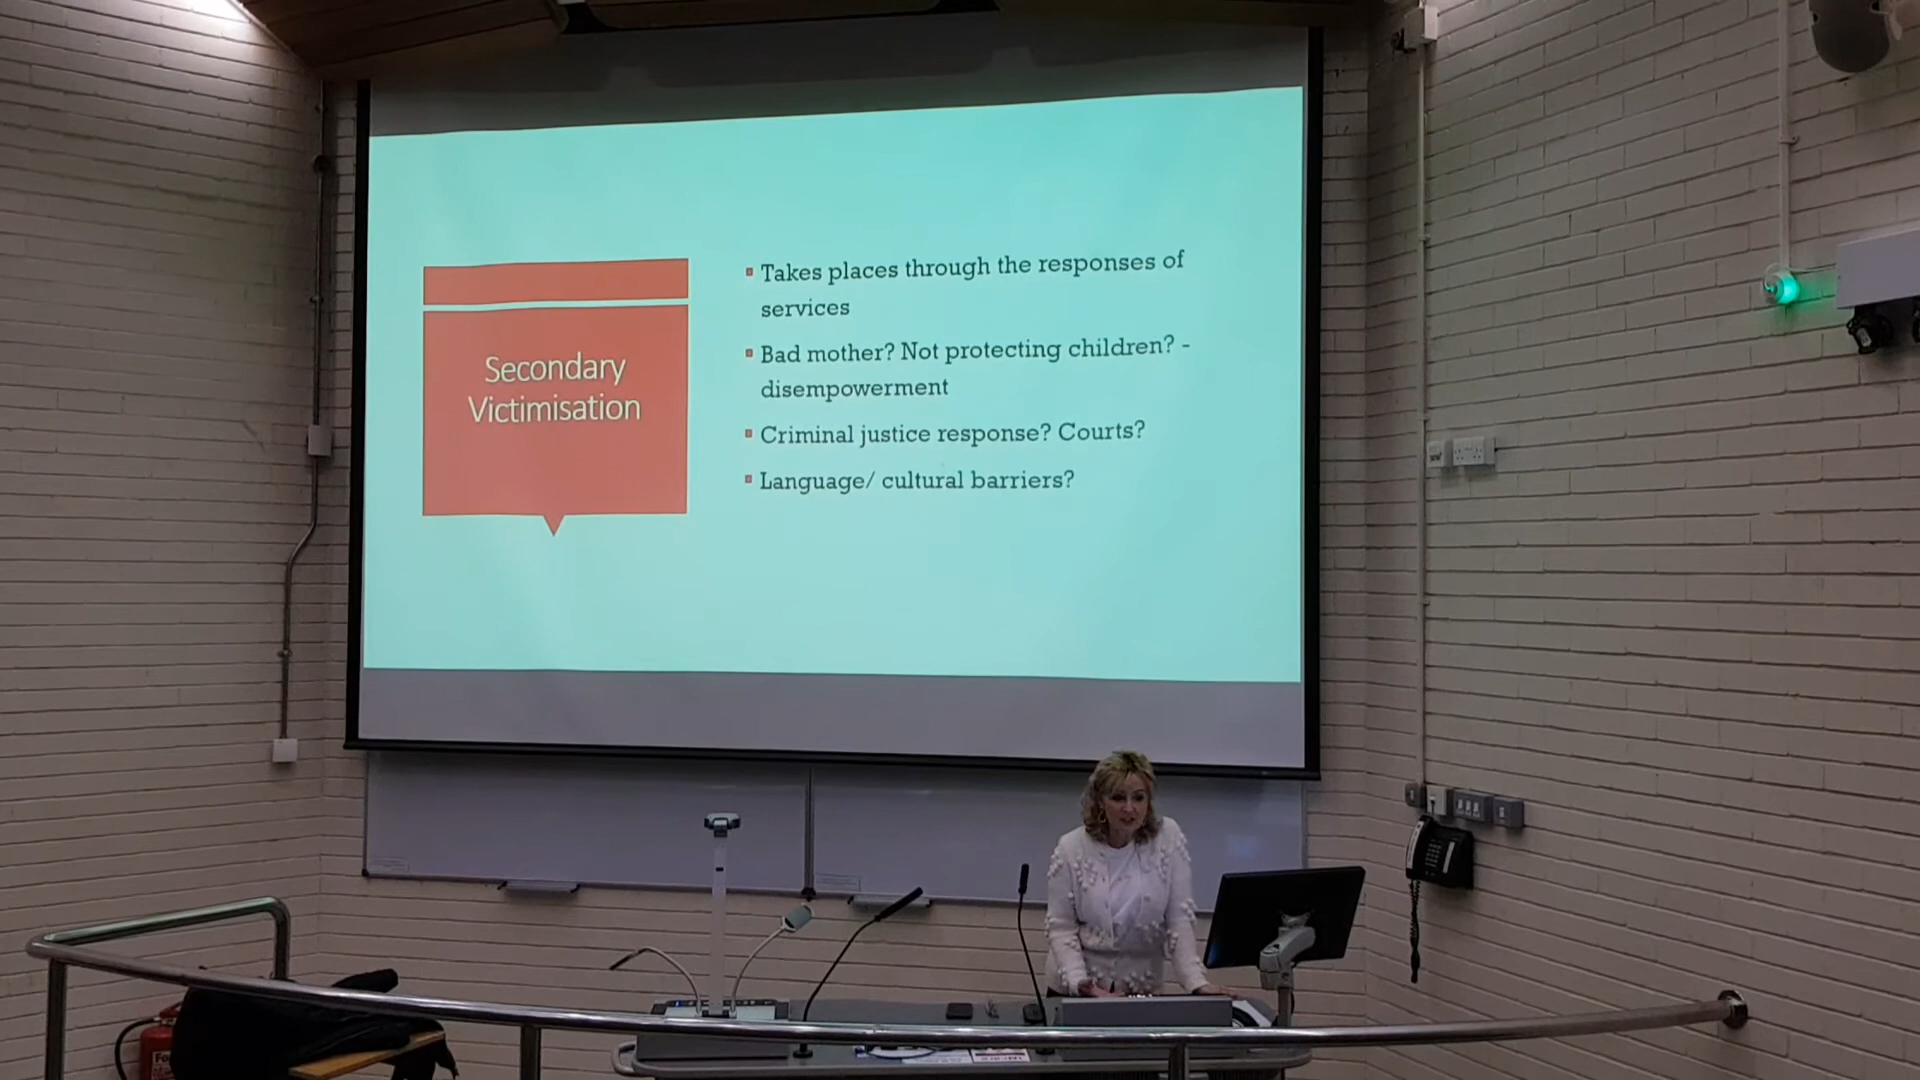 Secondary
Victimisation
Takes places through the responses of
services
Bad mother? Not protecting children? -
disempowerment
Criminal justice response? Courts?
Language/ cultural barriers?